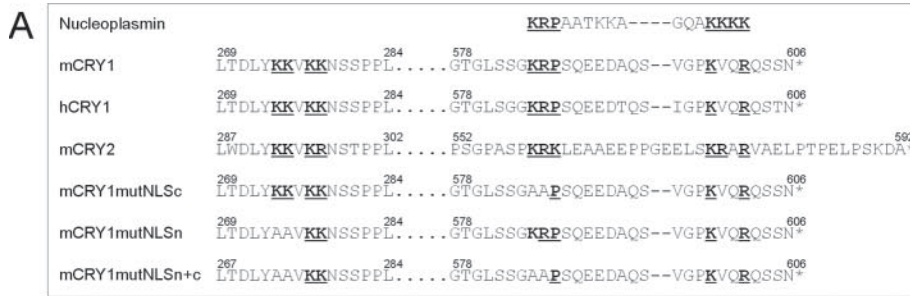 A
Nucleoplasmin KRPAATKKA----GQAKKKK
269 284 578 606
mCRY1 LTDLYKKVKKNSSPPL.....GTGLSSGKRPSQEEDAQS--VGPKVQRQSSN*
269 284 578 606
hCRY1 LTDLYKKVKKNSSPPL.....GTGLSGGKRPSQEEDTQS--IGPKVQRQSTN*
287 302 552 592
mCRY2 LWDLYKKVKRNSTPPL.....PSGPASPKRKLEAAEEPPGEELSKRARVAELPTPELPSKDA*
269 284 578 606
mCRY1mutNLSc LTDLYKKVKKNSSPPL.....GTGLSSGAAPSQEEDAQS--VGPKVQRQSSN*
269 284 578 606
mCRY1mutNLSn LTDLYAAVKKNSSPPL.....GTGLSSGKRPSQEEDAQS--VGPKVQRQSSN*
267 284 578 606
mCRY1mutNLSn+c LTDLYAAVKKNSSPPL.....GTGLSSGAAPSQEEDAQS--VGPKVQRQSSN*